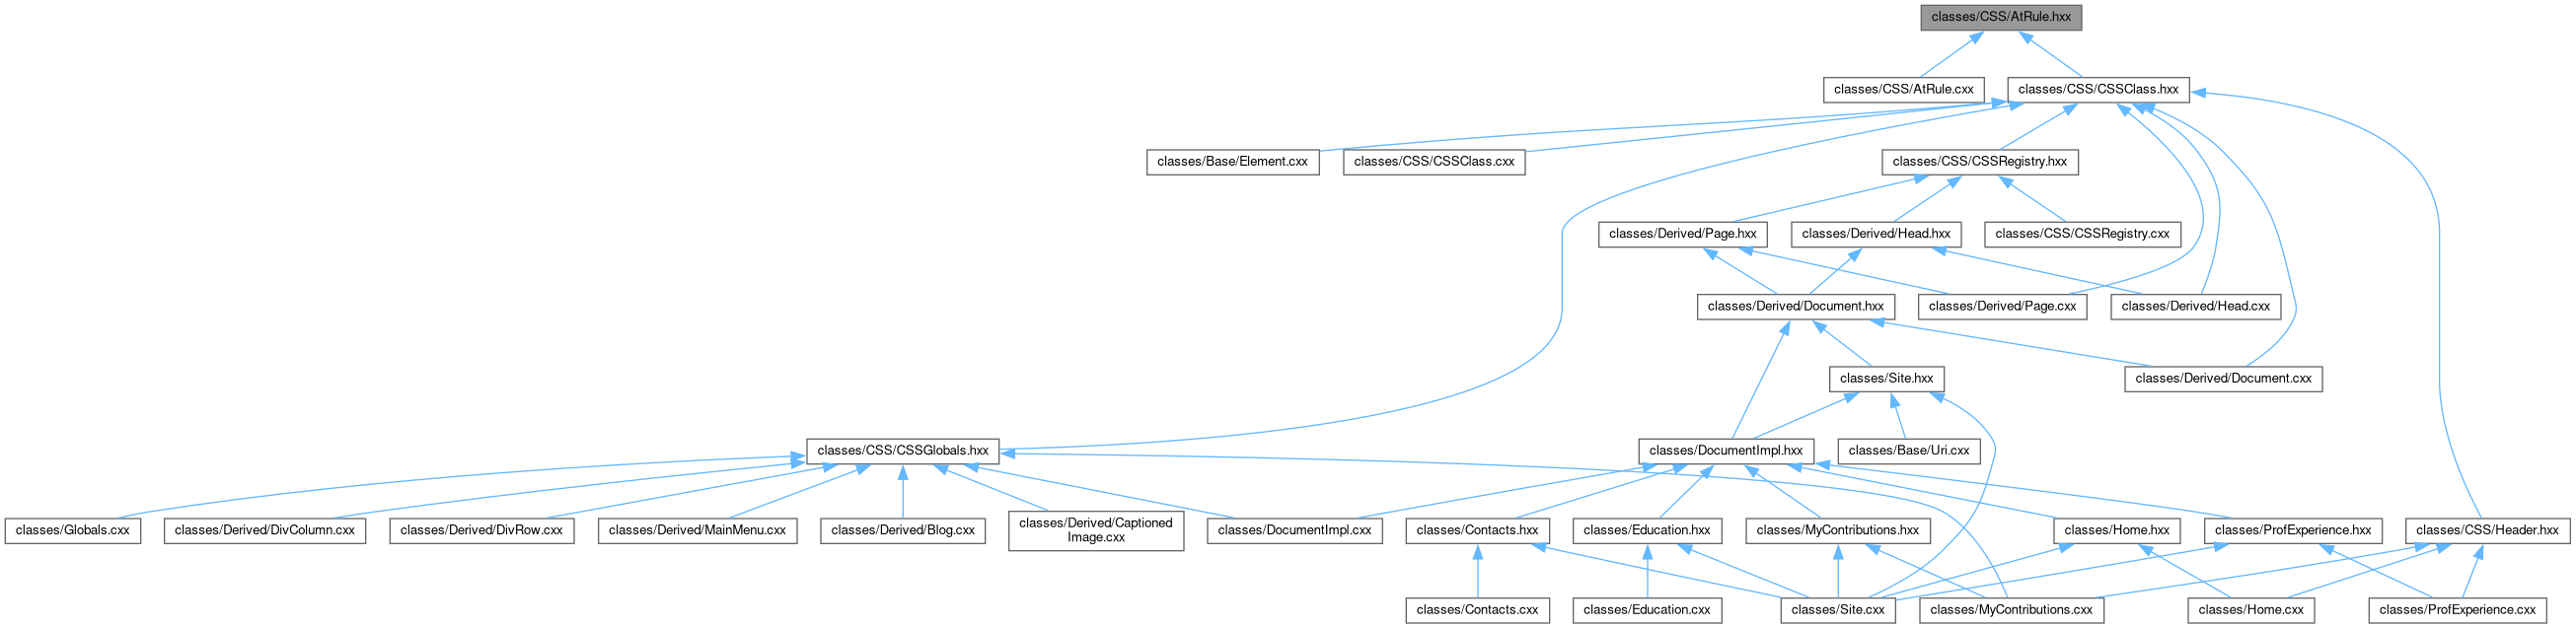 classes/CSS/AtRule.hxx
classes/CSS/AtRule.cxx
classes/CSS/CSSClass.hxx
classes/Base/Element.cxx
classes/CSS/CSSClass.cxx
classes/CSS/CSSRegistry.hxx
classes/Derived/Page.hxx
classes/Derived/Head.hxx
classes/CSS/CSSRegistry.cxx
classes/Derived/Document.hxx
classes/Derived/Page.cxx
classes/Derived/Head.cxx
classes/Site.hxx
classes/Derived/Document.cxx
classes/CSS/CSSGlobals.hxx
classes/DocumentImpl.hxx
classes/Base/Uri.cxx
classes/Globals.cxx
classes/Derived/DivColumn.cxx
classes/Derived/DivRow.cxx
classes/Derived/MainMenu.cxx
classes/Derived/Blog.cxx
classes/Derived/Captioned
Image.cxx
classes/DocumentImpl.cxx
classes/Contacts.hxx
classes/Education.hxx
classes/MyContributions.hxx
classes/Home.hxx
classes/ProfExperience.hxx
classes/CSS/Header.hxx
classes/Contacts.cxx
classes/Education.cxx
classes/Site.cxx
classes/MyContributions.cxx
classes/Home.cxx
classes/ProfExperience.cxx